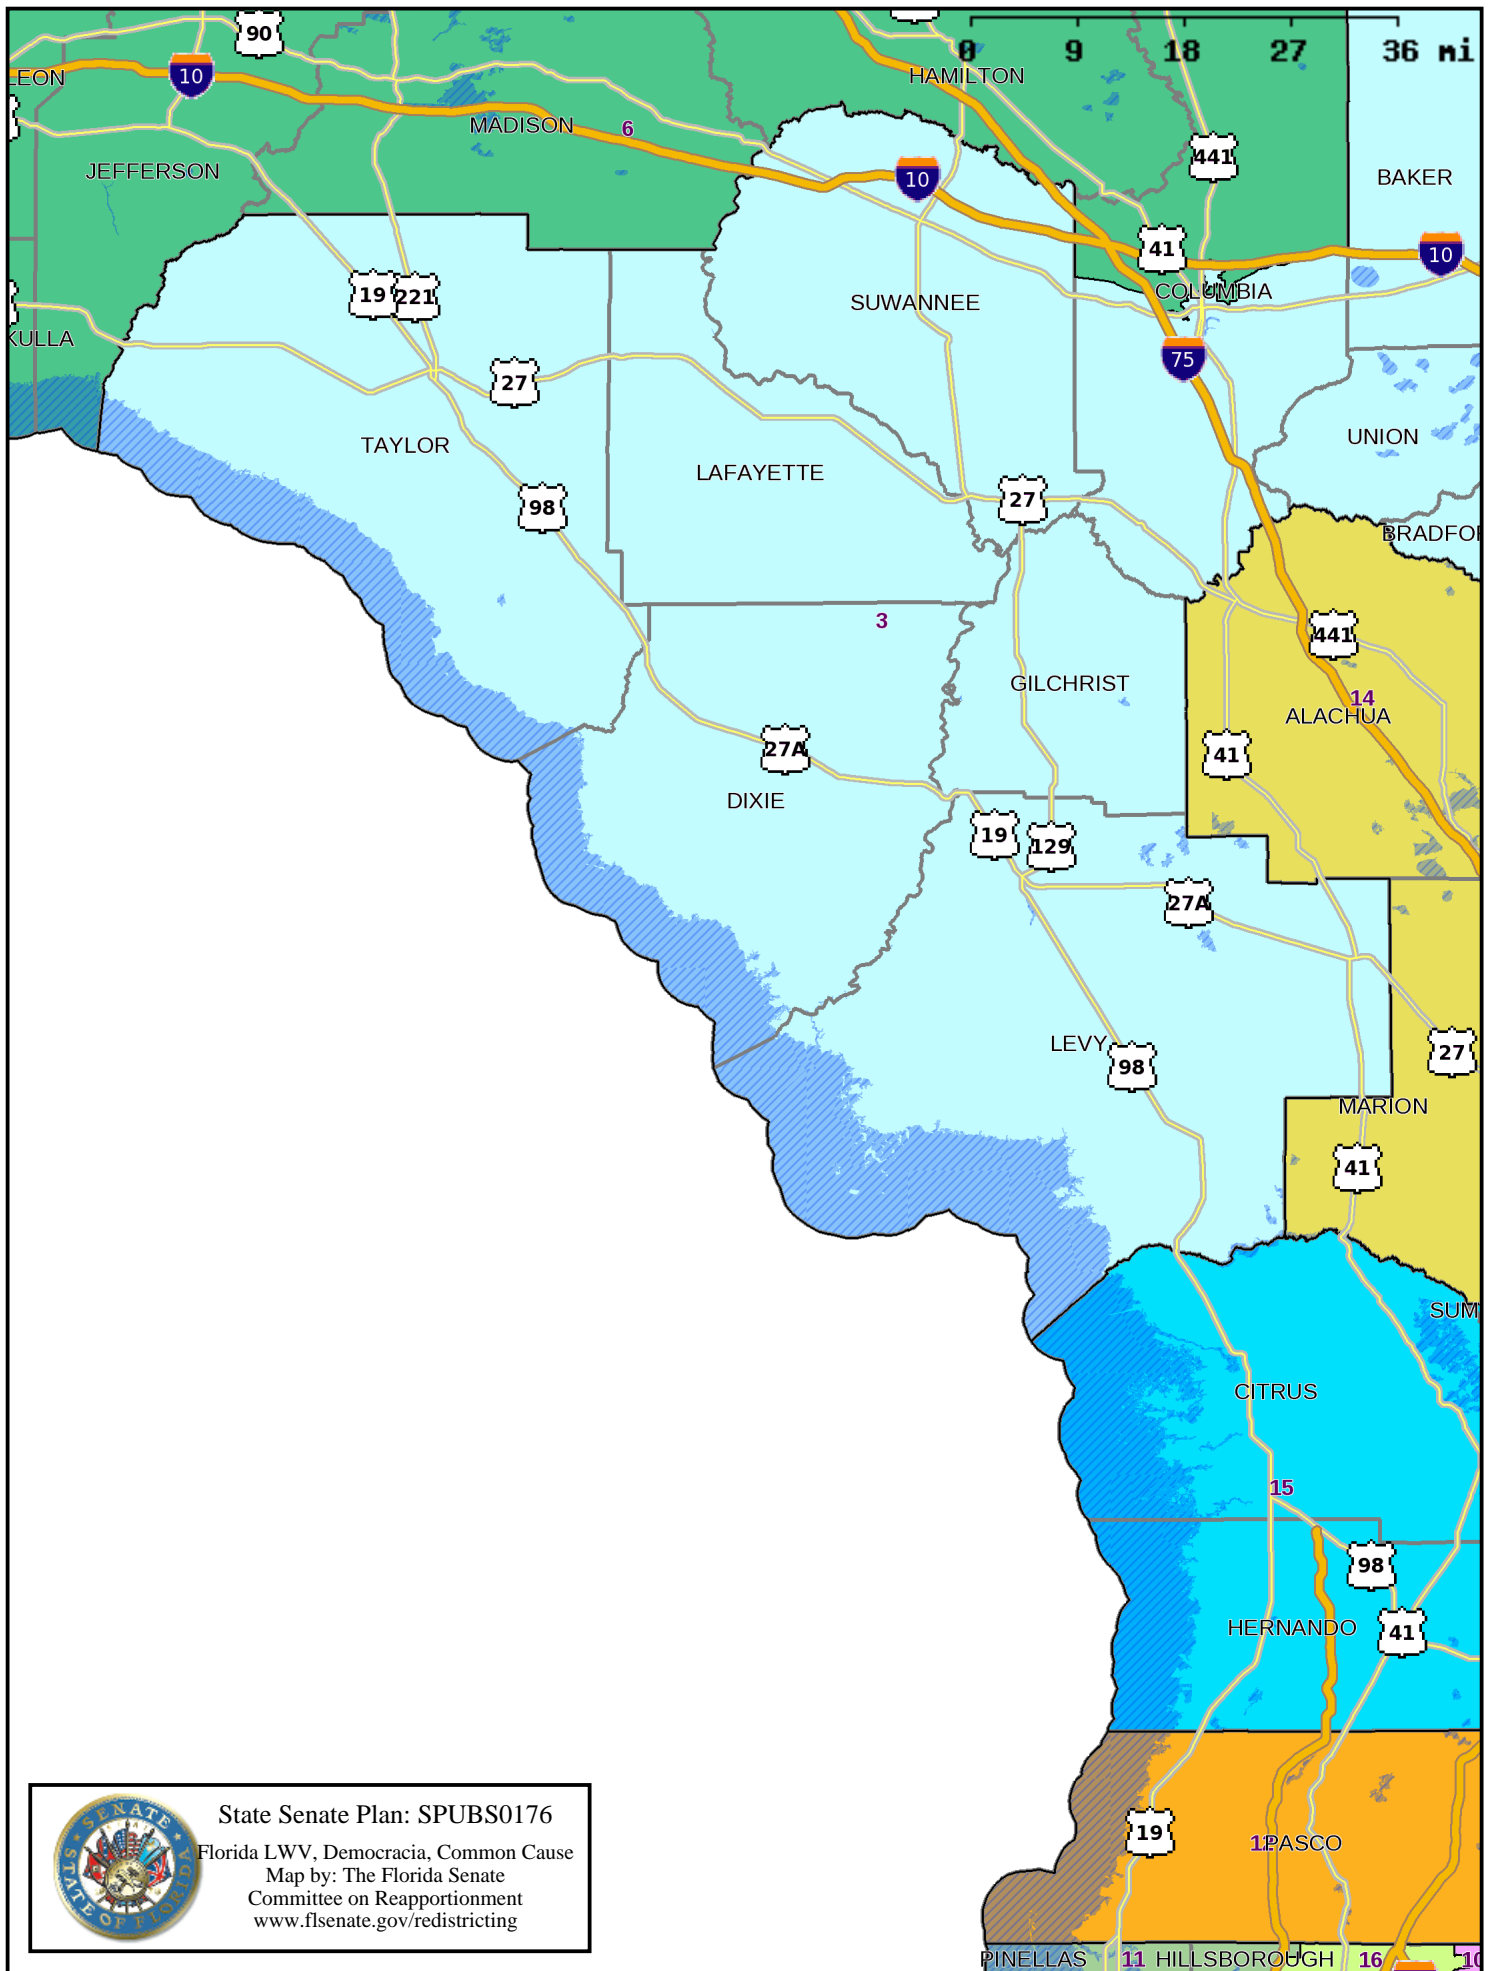 90
0 9 18 27 36 mi
10
EON
HAMILTON
MADISON
6
441
JEFFERSON
10
BAKER
41
10
19
221
SUWANNEE
COLUMBIA
KULLA
75
27
TAYLOR
LAFAYETTE
UNION
98
27
BRADFOR
3
441
GILCHRIST
14
ALACHUA
27A
41
DIXIE
19
129
27A
LEVY
98
27
MARION
41
SUM
CITRUS
15
98
HERNANDO
41
19
12
PASCO
SENATE
STATE OF FLORIDA
State Senate Plan: SPUBS0176
Florida LWV, Democracia, Common Cause
Map by: The Florida Senate
Committee on Reapportionment
www.flsenate.gov/redistricting
PINELLAS
11
HILLSBOROUGH
16
10